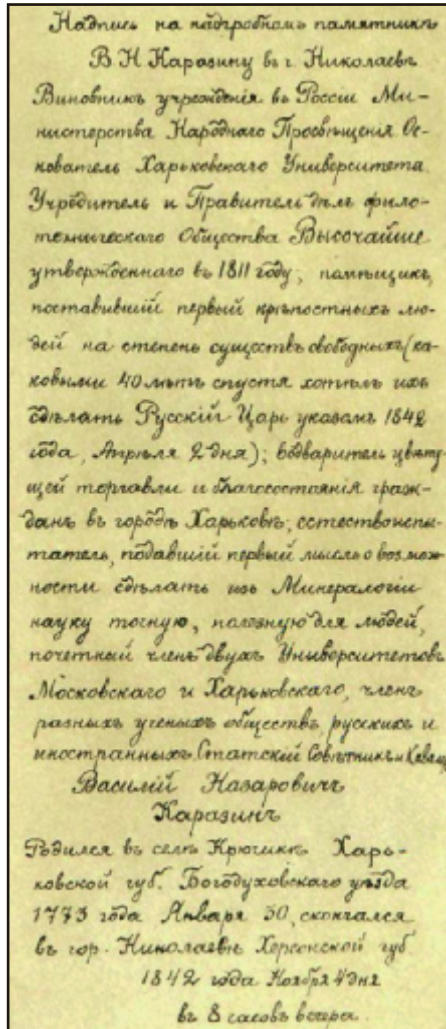 Надпись на надгробномъ памятникѣ
В Н Каразину въ г. Николаевѣ
Виновникъ учрежденія въ Россіи Ми-
нистерства Народнаго Просвѣщенія Ос-
нователь Харьковскаго Университета.
Учредитель и Правитель дѣлъ фило-
техническаго Общества Высочайше
утвержденнаго въ 1811 году, помѣщикъ,
поставившій первый крѣпостныхъ лю-
дей на степень существъ свободныхъ (ка-
ковыми 40 лѣтъ спустя хотѣлъ ихъ
сдѣлать Русскій Царь указомъ 1842
года, Апрѣля 2 дня); водваритель цвѣту-
щей торговли и благосостоянія граж-
данъ въ городѣ Харьковѣ; естествоиспы-
татель, подавшій первый мысль о возмож-
ности сдѣлать изъ Минералогіи
науку точную, полезную для людей,
почетный членъ двухъ Университетовъ
Московскаго и Харьковскаго, членъ
разныхъ ученыхъ обществъ русскихъ и
иностранныхъ Статскій Совѣтникъ и Кавалеръ
Василій Назаровичъ
Каразинъ
Родился въ селѣ Кручикѣ Харь-
ковской губ. Богодуховскаго уѣзда
1773 года Января 30, скончался
въ гор. Николаевѣ Херсонской губ
1842 года Ноября 4 дня
въ 8 часовъ вечера.